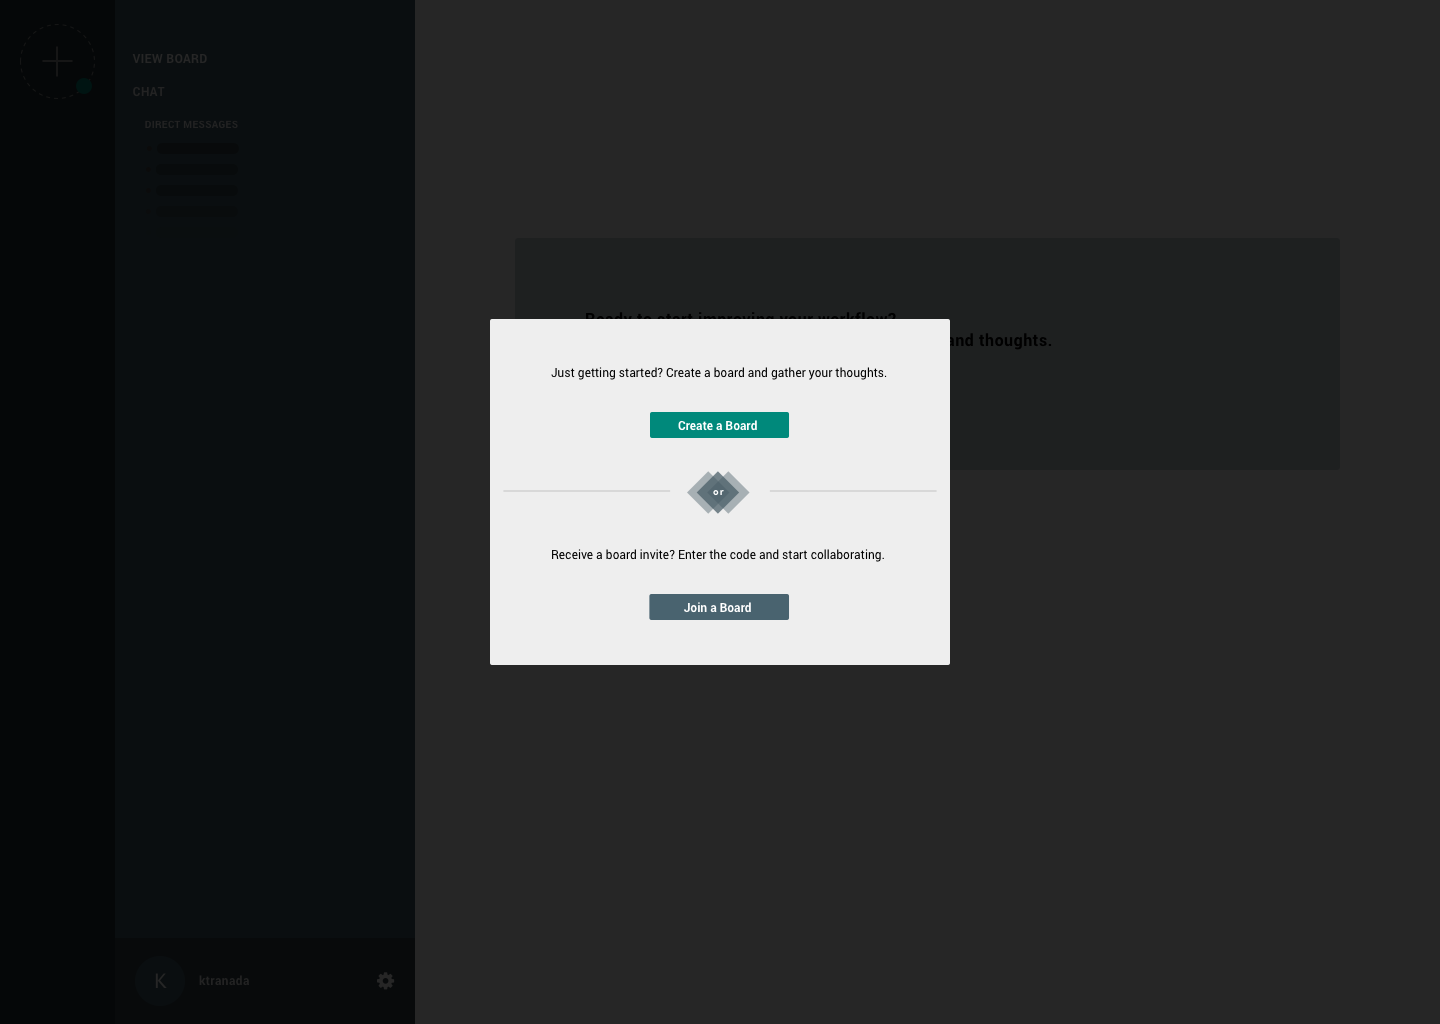 VIEW BOARD
CHAT
DIRECT MESSAGES
Ready to start improving your workflow?
and thoughts.
Just getting started? Create a board and gather your thoughts.
Create a Board
or
Receive a board invite? Enter the code and start collaborating.
Join a Board
K
ktranada